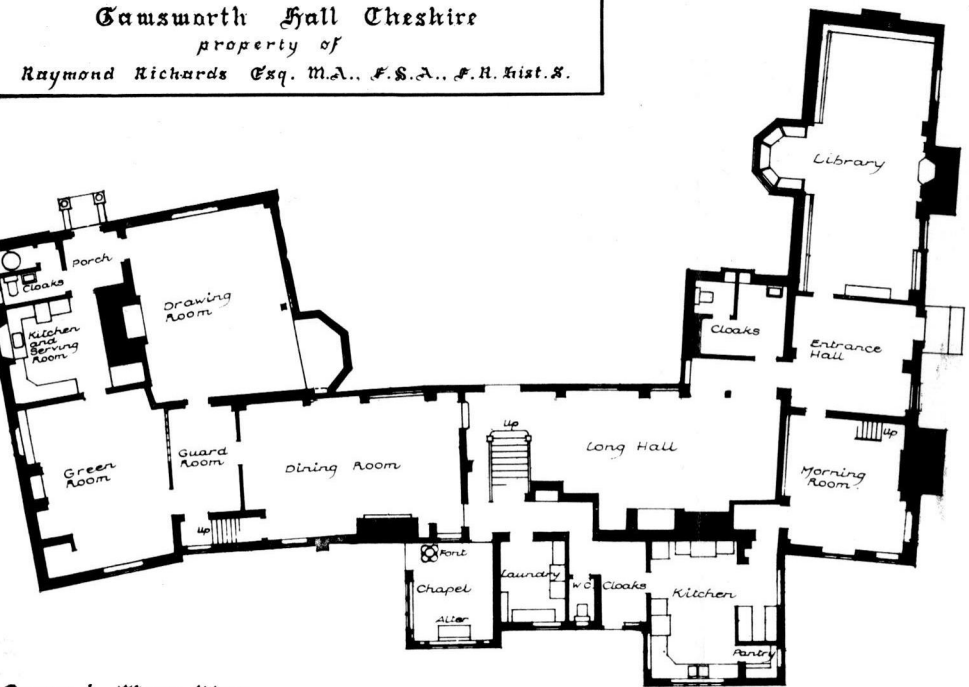 Gawsworth Hall Cheshire
property of
Raymond Richards Esq. M.A., F.S.A., F.R. Hist.S.
Library
Porch
Cloaks
Drawing
Room
Kitchen
and
Serving
Room
Cloaks
Entrance
Hall
Up
Long Hall
Up
Morning
Room.
Green
Room
Guard
Room
Dining Room
Up
Font
Chapel
Alter
Laundry
W.C.
Cloaks
Kitchen
Pantry